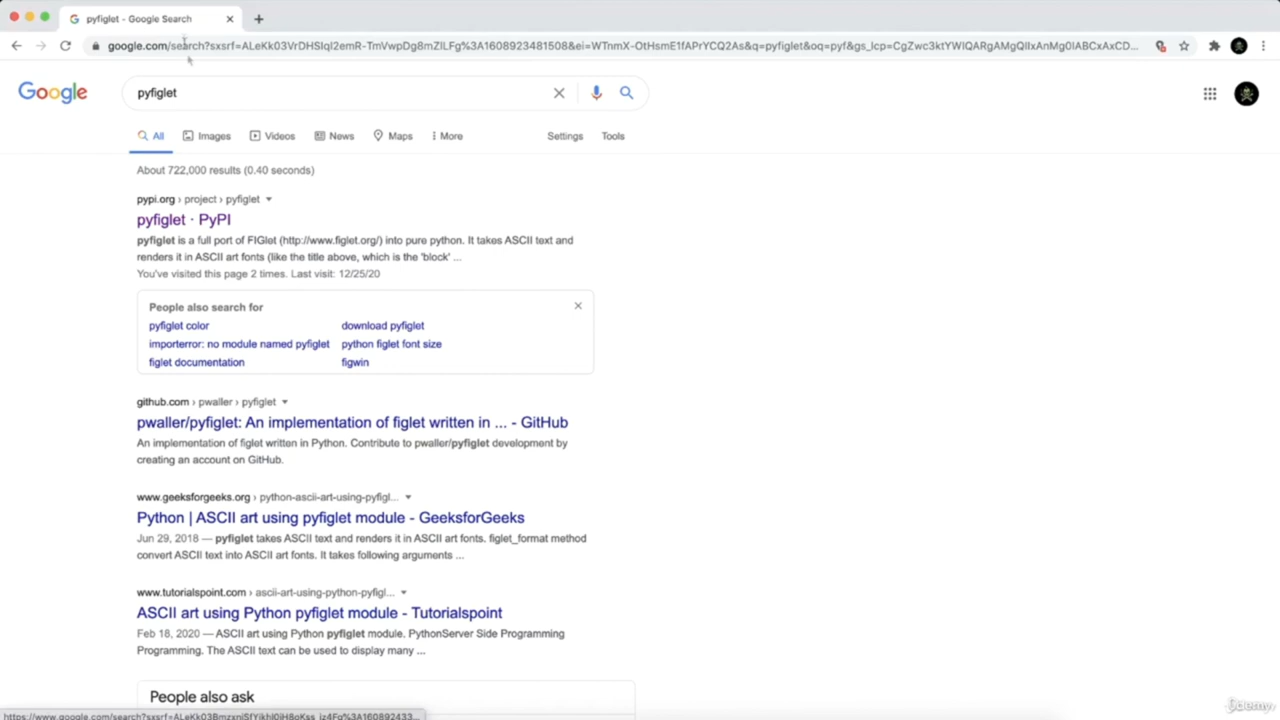 pyfiglet - Google Search
google.com/search?sxsrf=ALeKk03VrDHSIqI2emR-TmVwpDg8mZILFg%3A1608923481508&ei=WTnmX-OtHsmE1fAPrYCQ2As&q=pyfiglet&oq=pyf&gs_lcp=CgZwc3ktYWIQARgAMgQIIxAnMg0IABCxAxCD...
Google
pyfiglet
All Images Videos News Maps More Settings Tools
About 722,000 results (0.40 seconds)
pypi.org › project › pyfiglet
pyfiglet · PyPI
pyfiglet is a full port of FIGlet (http://www.figlet.org/) into pure python. It takes ASCII text and
renders it in ASCII art fonts (like the title above, which is the 'block' ...
You've visited this page 2 times. Last visit: 12/25/20
People also search for
pyfiglet color download pyfiglet
importerror: no module named pyfiglet python figlet font size
figlet documentation figwin
github.com › pwaller › pyfiglet
pwaller/pyfiglet: An implementation of figlet written in ... - GitHub
An implementation of figlet written in Python. Contribute to pwaller/pyfiglet development by
creating an account on GitHub.
www.geeksforgeeks.org › python-ascii-art-using-pyfigl...
Python | ASCII art using pyfiglet module - GeeksforGeeks
Jun 29, 2018 — pyfiglet takes ASCII text and renders it in ASCII art fonts. figlet_format method
convert ASCII text into ASCII art fonts. It takes following arguments ...
www.tutorialspoint.com › ascii-art-using-python-pyfigl...
ASCII art using Python pyfiglet module - Tutorialspoint
Feb 18, 2020 — ASCII art using Python pyfiglet module. PythonServer Side Programming
Programming. The ASCII text can be used to display many ...
People also ask
udemy